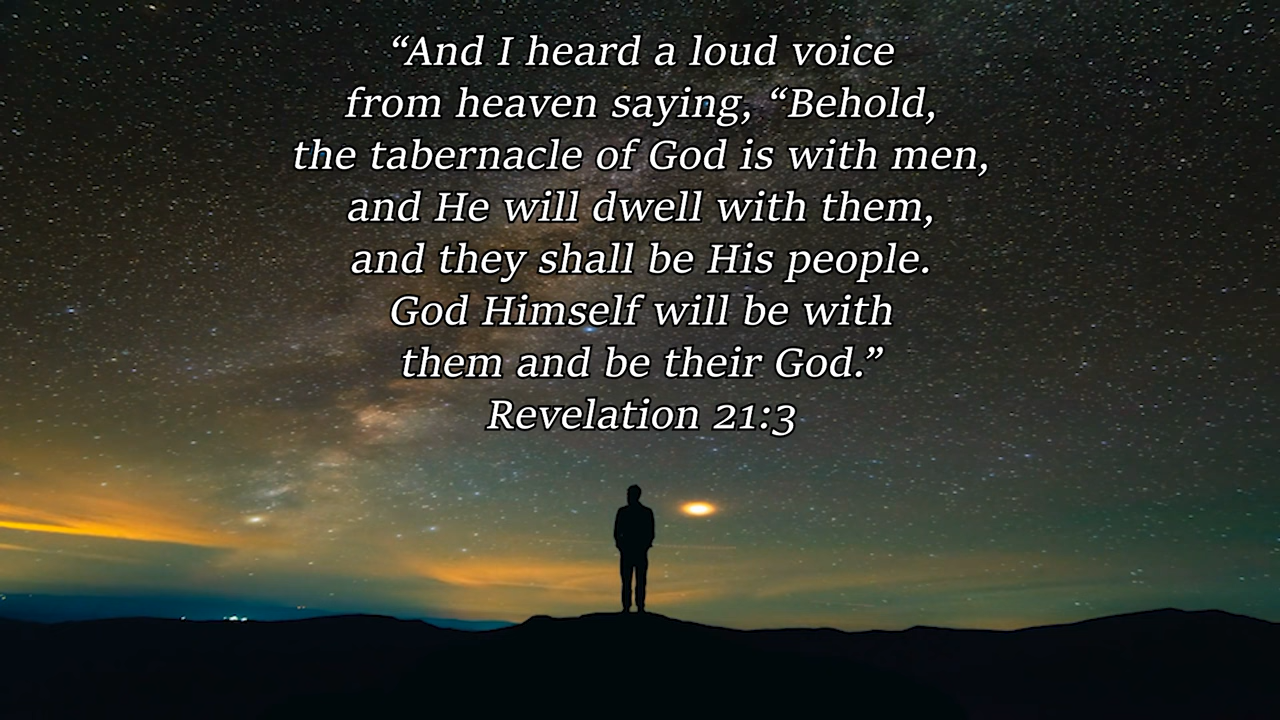 “And I heard a loud voice
from heaven saying, “Behold,
the tabernacle of God is with men,
and He will dwell with them,
and they shall be His people.
God Himself will be with
them and be their God.”
Revelation 21:3